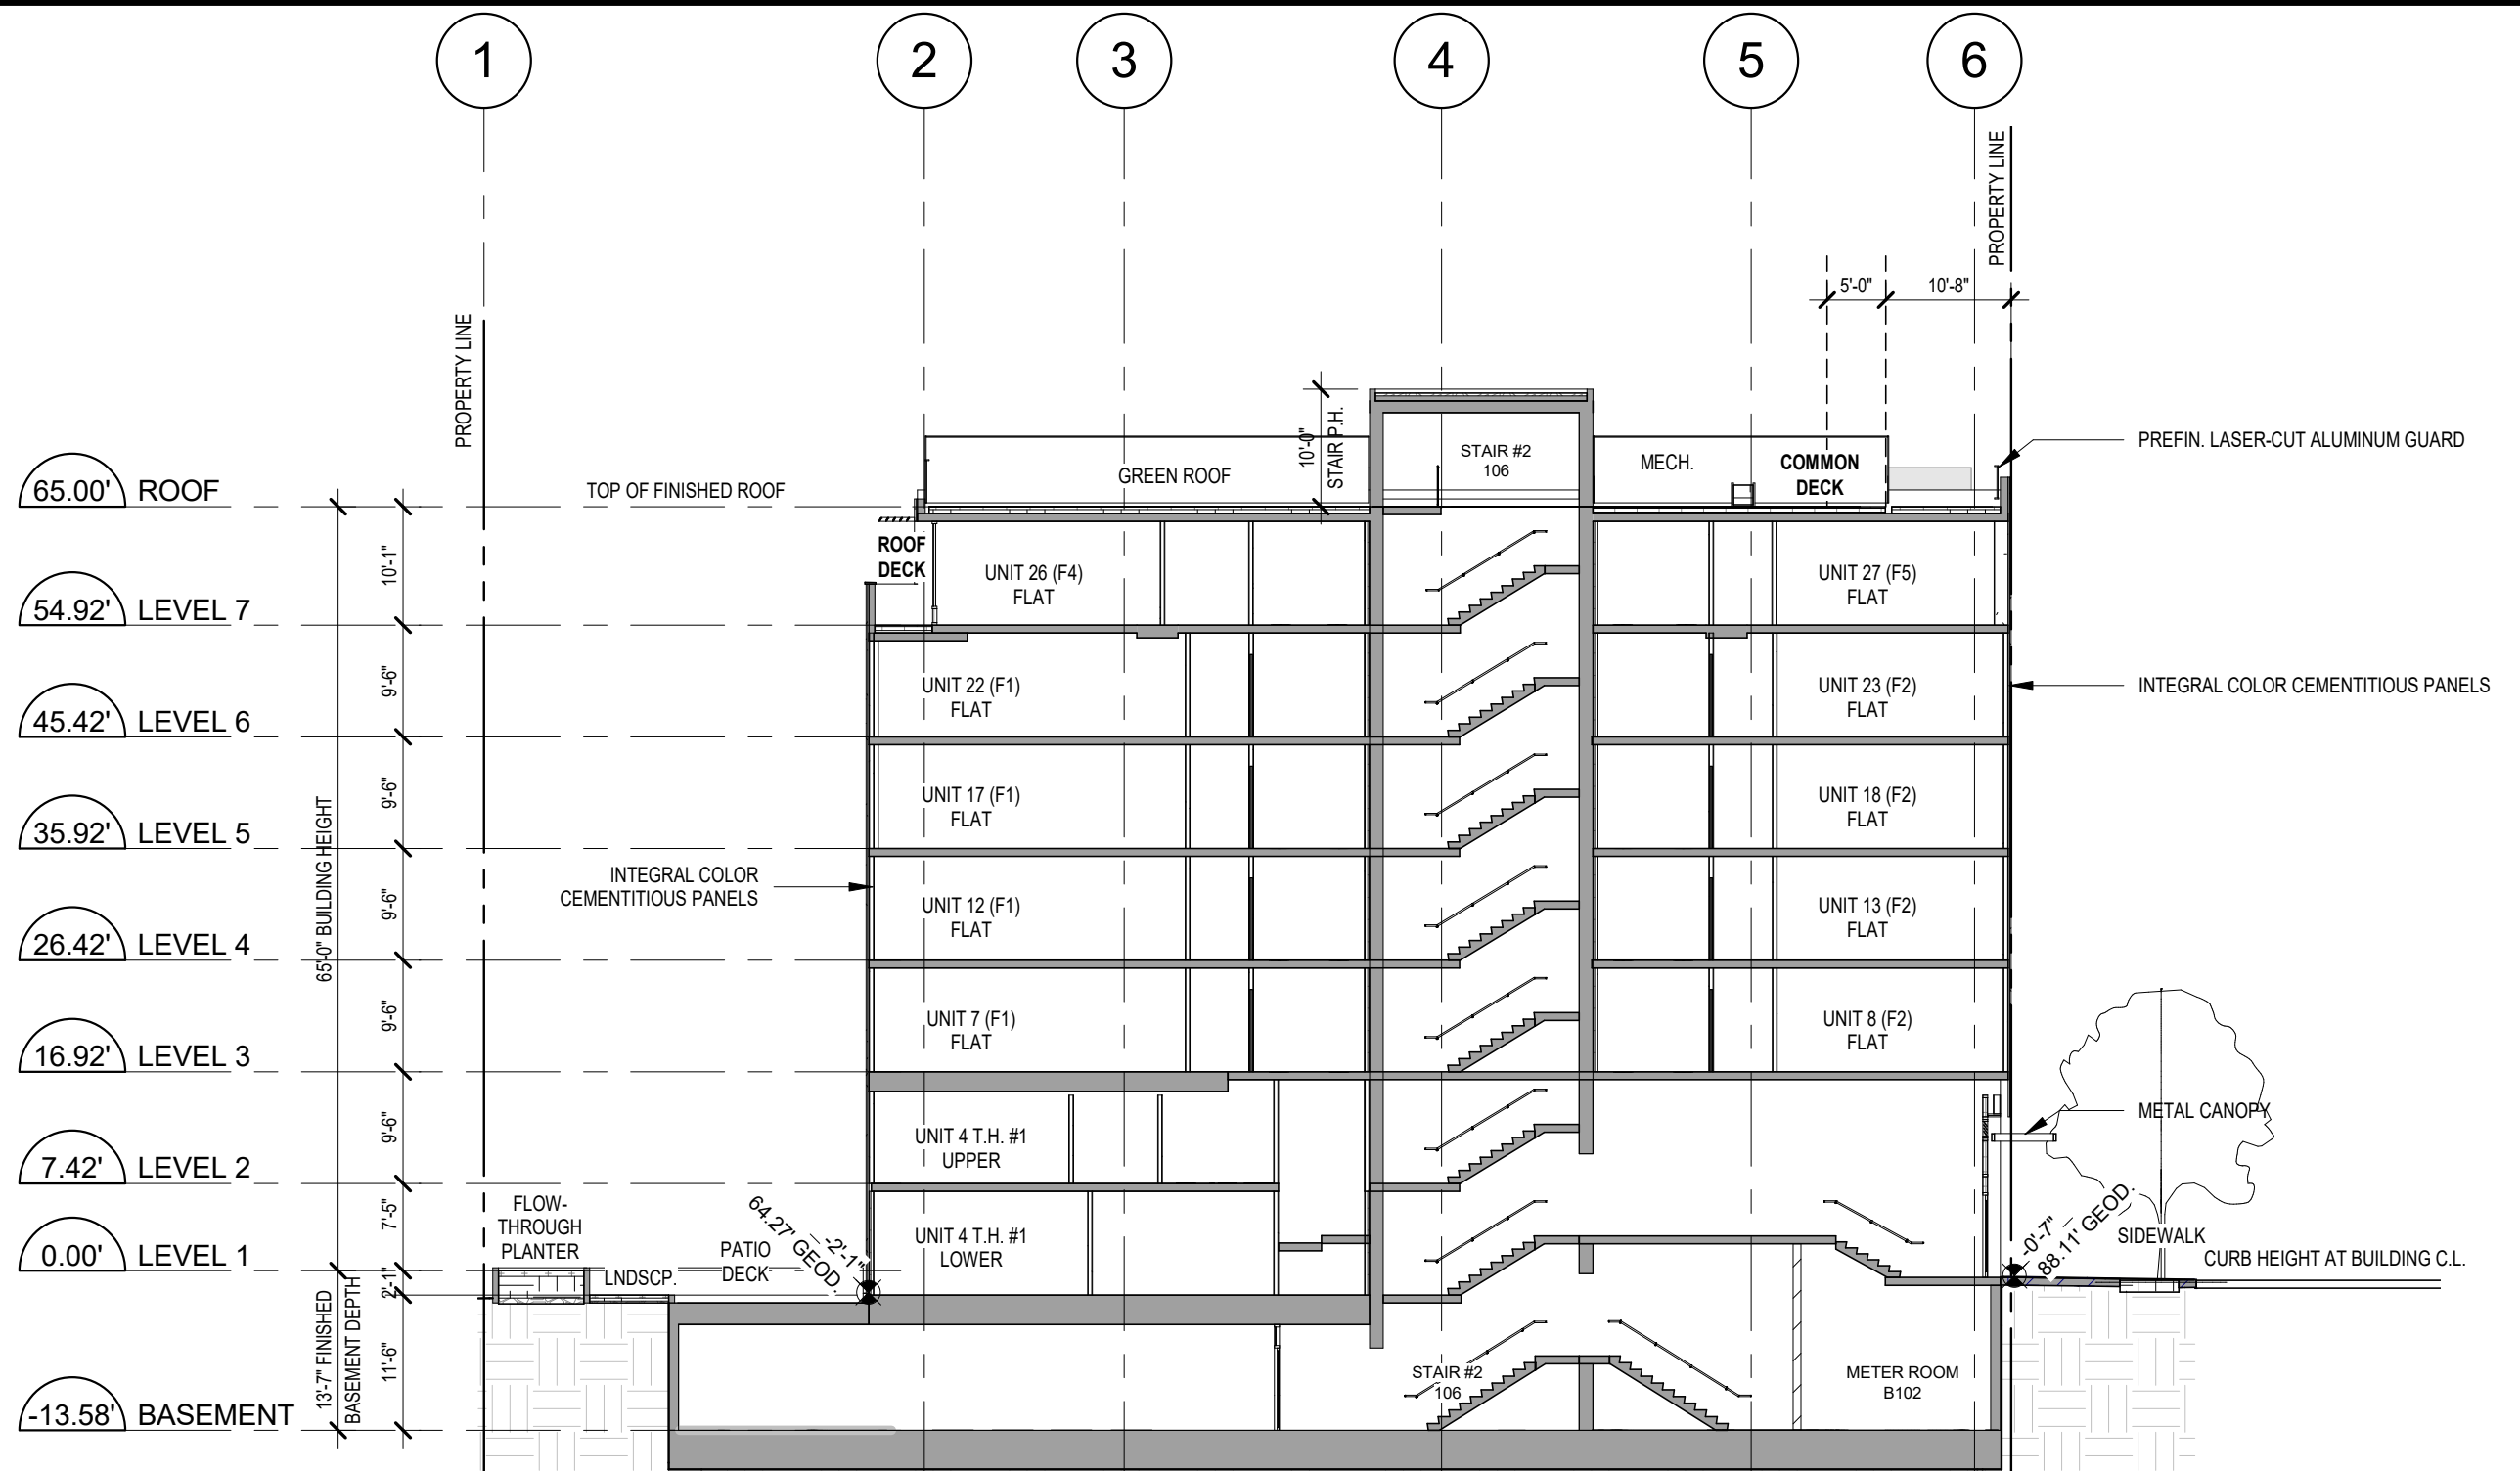 1
2
3
4
5
6
PROPERTY LINE
PROPERTY LINE
5'-0"
10'-8"
10'-0"
STAIR P.H.
PREFIN. LASER-CUT ALUMINUM GUARD
STAIR #2
106
MECH.
COMMON
DECK
GREEN ROOF
65.00' ROOF
TOP OF FINISHED ROOF
10'-1"
ROOF
DECK
UNIT 26 (F4)
FLAT
UNIT 27 (F5)
FLAT
54.92' LEVEL 7
9'-6"
UNIT 22 (F1)
FLAT
UNIT 23 (F2)
FLAT
INTEGRAL COLOR CEMENTITIOUS PANELS
45.42' LEVEL 6
9'-6"
UNIT 17 (F1)
FLAT
UNIT 18 (F2)
FLAT
35.92' LEVEL 5
65'-0" BUILDING HEIGHT
INTEGRAL COLOR
CEMENTITIOUS PANELS
9'-6"
UNIT 12 (F1)
FLAT
UNIT 13 (F2)
FLAT
26.42' LEVEL 4
9'-6"
UNIT 7 (F1)
FLAT
UNIT 8 (F2)
FLAT
16.92' LEVEL 3
9'-6"
METAL CANOPY
UNIT 4 T.H. #1
UPPER
7.42' LEVEL 2
7'-5"
FLOW-
THROUGH
PLANTER
64.27' GEOD.
-2'-1"
UNIT 4 T.H. #1
LOWER
-0'-7"
88.11' GEOD.
SIDEWALK
CURB HEIGHT AT BUILDING C.L.
0.00' LEVEL 1
PATIO
DECK
LNDSCP.
2'-1"
13'-7" FINISHED
BASEMENT DEPTH
11'-6"
STAIR #2
106
METER ROOM
B102
-13.58' BASEMENT